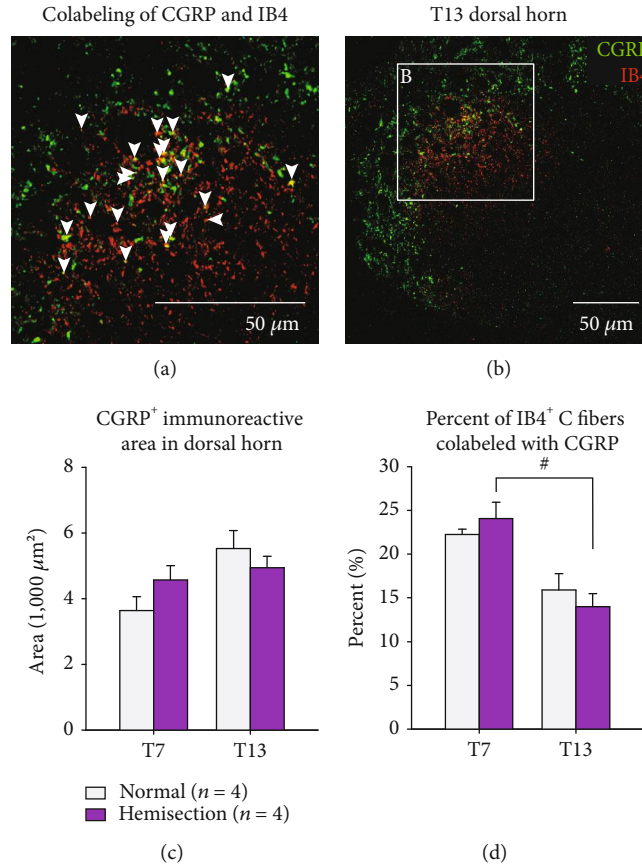 Colabeling of CGRP and IB4
50 µm
(a)
T13 dorsal horn
B
CGRP
IB4
50 µm
(b)
CGRP⁺ immunoreactive
area in dorsal horn
Area (1,000 µm²)
8
6
4
2
0
T7
T13
Normal (n = 4)
Hemisection (n = 4)
(c)
Percent of IB4⁺ C fibers
colabeled with CGRP
#
Percent (%)
30
25
20
15
10
5
0
T7
T13
(d)